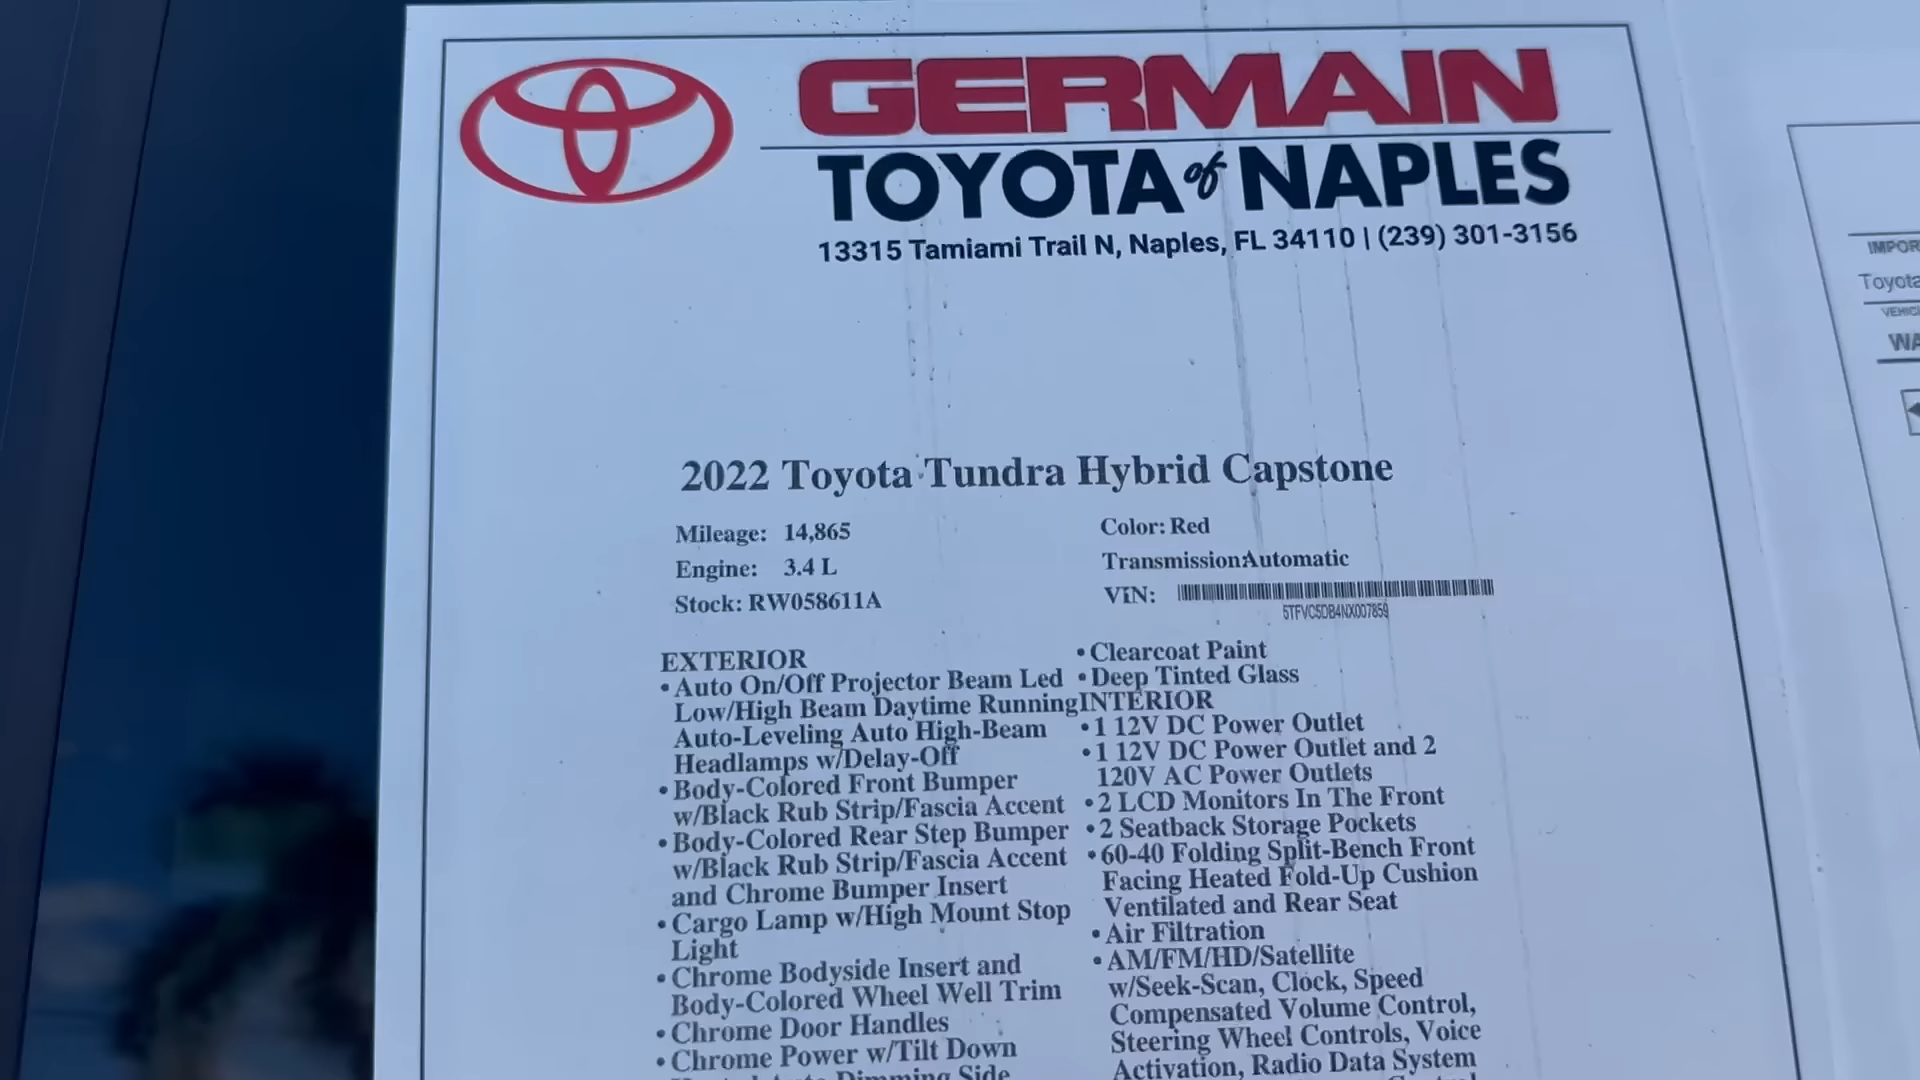 GERMAIN
TOYOTA of NAPLES
13315 Tamiami Trail N, Naples, FL 34110 | (239) 301-3156
2022 Toyota Tundra Hybrid Capstone
Mileage: 14,865
Engine: 3.4 L
Stock: RW058611A
Color: Red
TransmissionAutomatic
VIN:
5TFVC5DB4NX007859
EXTERIOR
• Auto On/Off Projector Beam Led
Low/High Beam Daytime Running
Auto-Leveling Auto High-Beam
Headlamps w/Delay-Off
• Body-Colored Front Bumper
w/Black Rub Strip/Fascia Accent
• Body-Colored Rear Step Bumper
w/Black Rub Strip/Fascia Accent
and Chrome Bumper Insert
• Cargo Lamp w/High Mount Stop
Light
• Chrome Bodyside Insert and
Body-Colored Wheel Well Trim
• Chrome Door Handles
• Chrome Power w/Tilt Down
Dimming Side
• Clearcoat Paint
• Deep Tinted Glass
INTERIOR
• 1 12V DC Power Outlet
• 1 12V DC Power Outlet and 2
120V AC Power Outlets
• 2 LCD Monitors In The Front
• 2 Seatback Storage Pockets
• 60-40 Folding Split-Bench Front
Facing Heated Fold-Up Cushion
Ventilated and Rear Seat
• Air Filtration
• AM/FM/HD/Satellite
w/Seek-Scan, Clock, Speed
Compensated Volume Control,
Steering Wheel Controls, Voice
Activation, Radio Data System
IMPOR
Toyota
VEHIC
WA